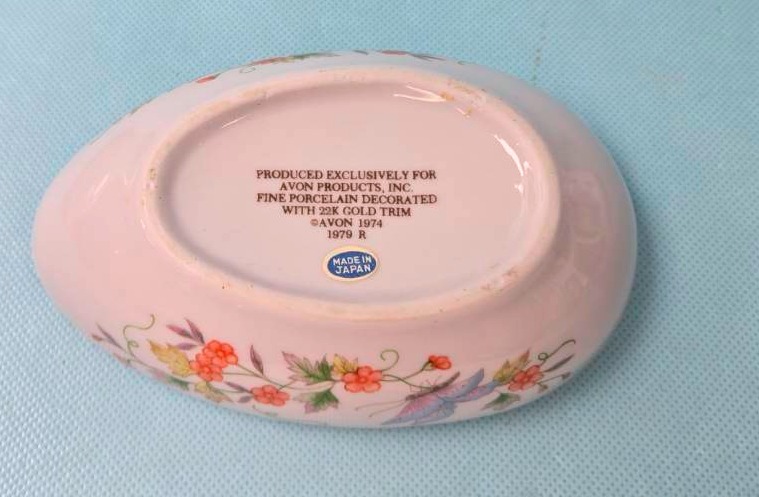 PRODUCED EXCLUSIVELY FOR
AVON PRODUCTS, INC.
FINE PORCELAIN DECORATED
WITH 22K GOLD TRIM
©AVON 1974
1979 R
MADE IN
JAPAN